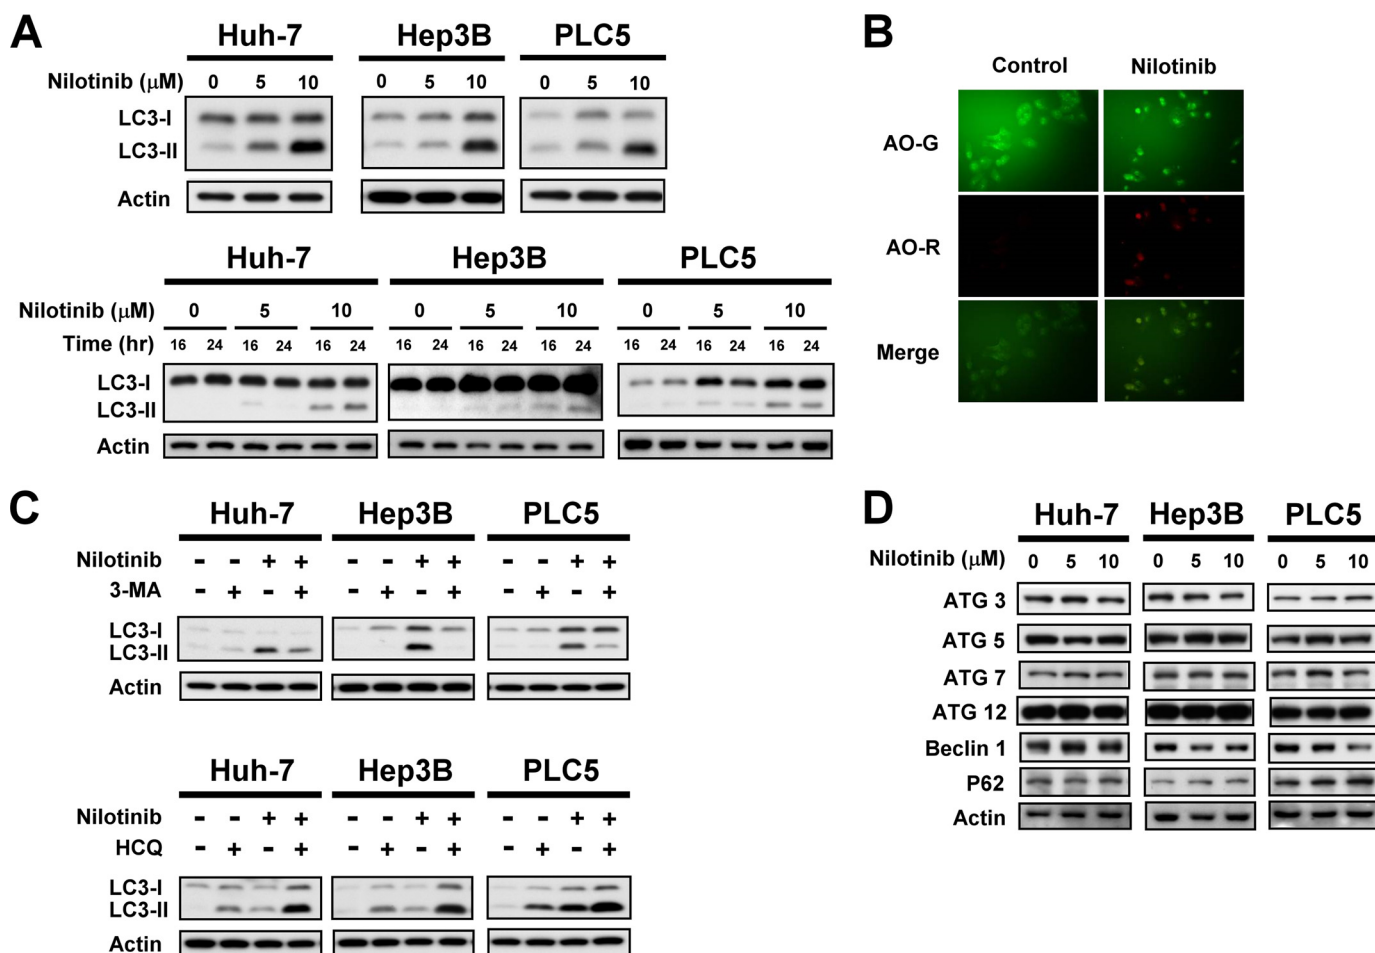 A
Huh-7 Hep3B PLC5
Nilotinib (μM) 0 5 10 0 5 10 0 5 10
LC3-I
LC3-II
Actin
Huh-7 Hep3B PLC5
Nilotinib (μM) 0 5 10 0 5 10 0 5 10
Time (hr) 16 24 16 24 16 24 16 24 16 24 16 24 16 24 16 24 16 24
LC3-I
LC3-II
Actin
B
Control Nilotinib
AO-G
AO-R
Merge
C
Huh-7 Hep3B PLC5
Nilotinib - - + + - - + + - - + +
3-MA - + - + - + - + - + - +
LC3-I
LC3-II
Actin
Huh-7 Hep3B PLC5
Nilotinib - - + + - - + + - - + +
HCQ - + - + - + - + - + - +
LC3-I
LC3-II
Actin
D
Huh-7 Hep3B PLC5
Nilotinib (μM) 0 5 10 0 5 10 0 5 10
ATG 3
ATG 5
ATG 7
ATG 12
Beclin 1
P62
Actin